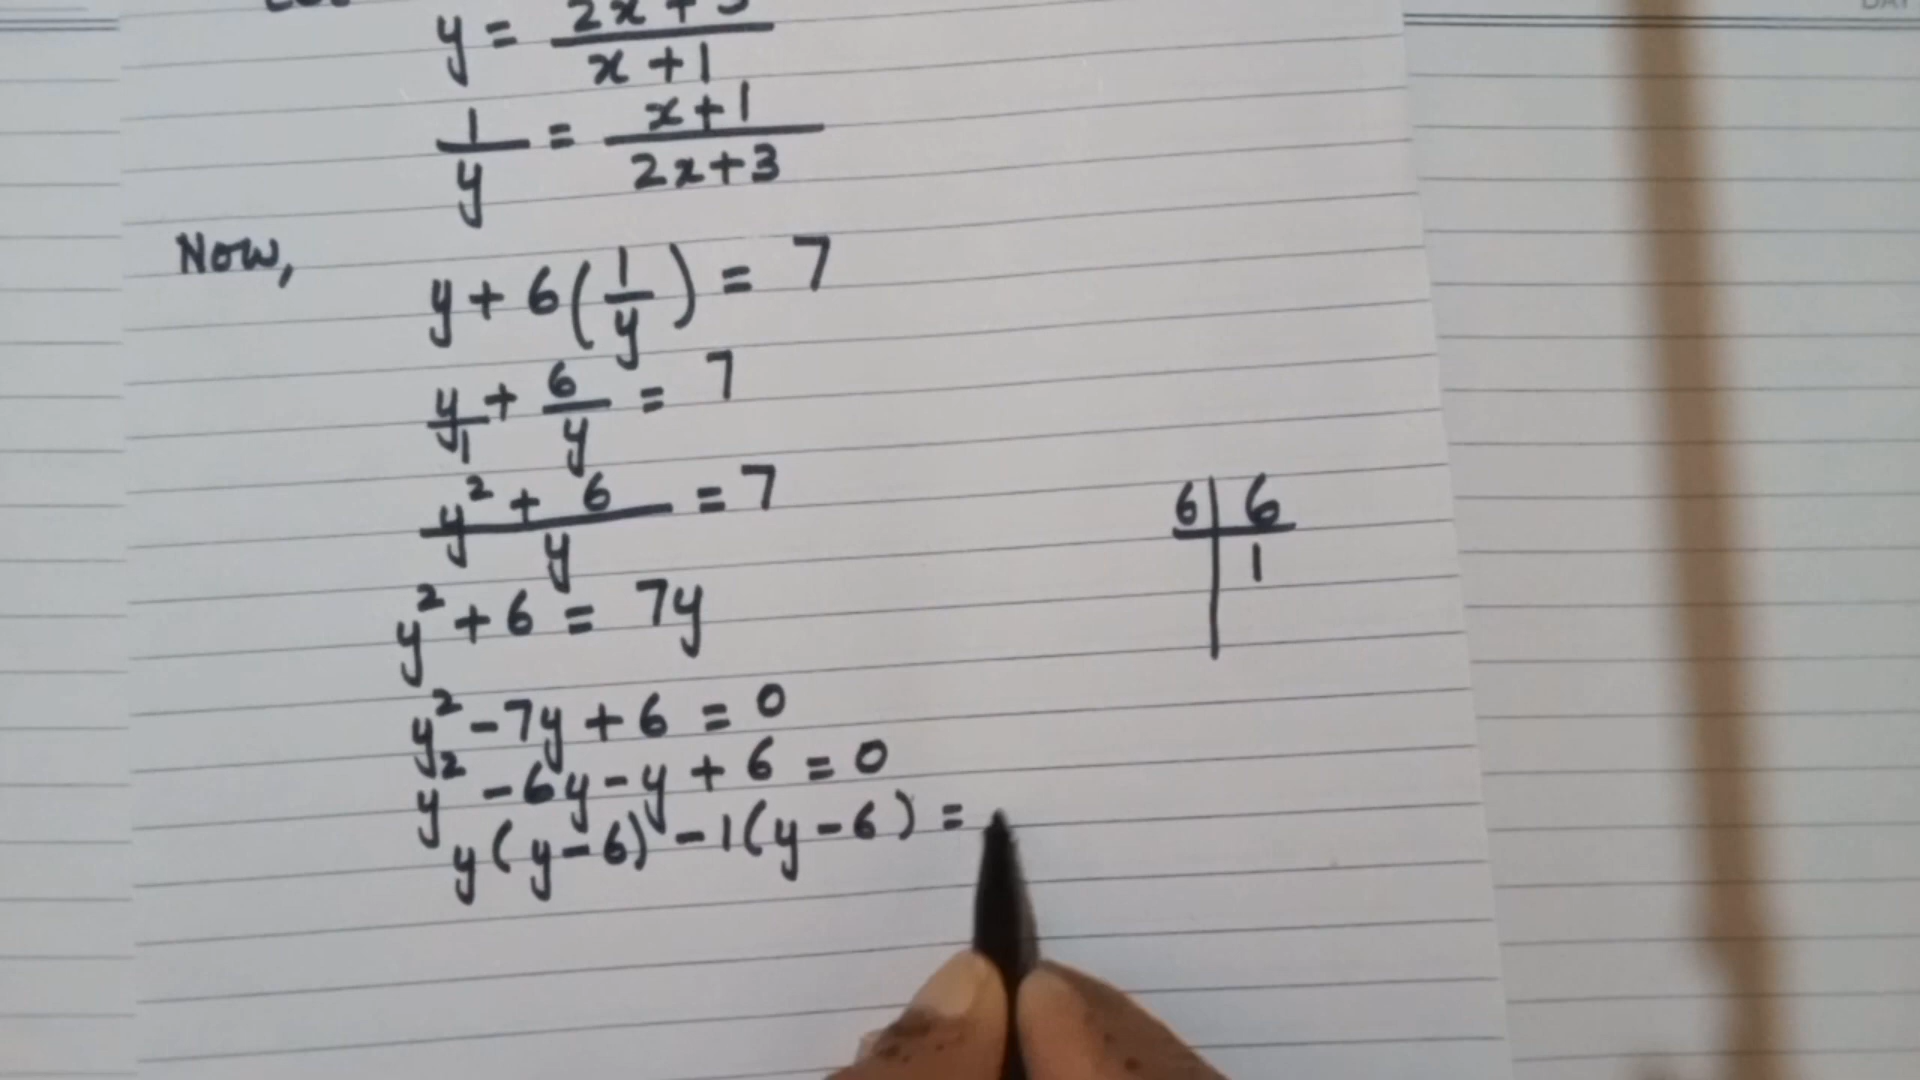 y = 2x + 3 / x + 1
1/y = x + 1 / 2x + 3
Now,
y + 6(1/y) = 7
y/1 + 6/y = 7
y² + 6 / y = 7
6 | 6
1
y² + 6 = 7y
y² - 7y + 6 = 0
y² - 6y - y + 6 = 0
y(y - 6) - 1(y - 6) =